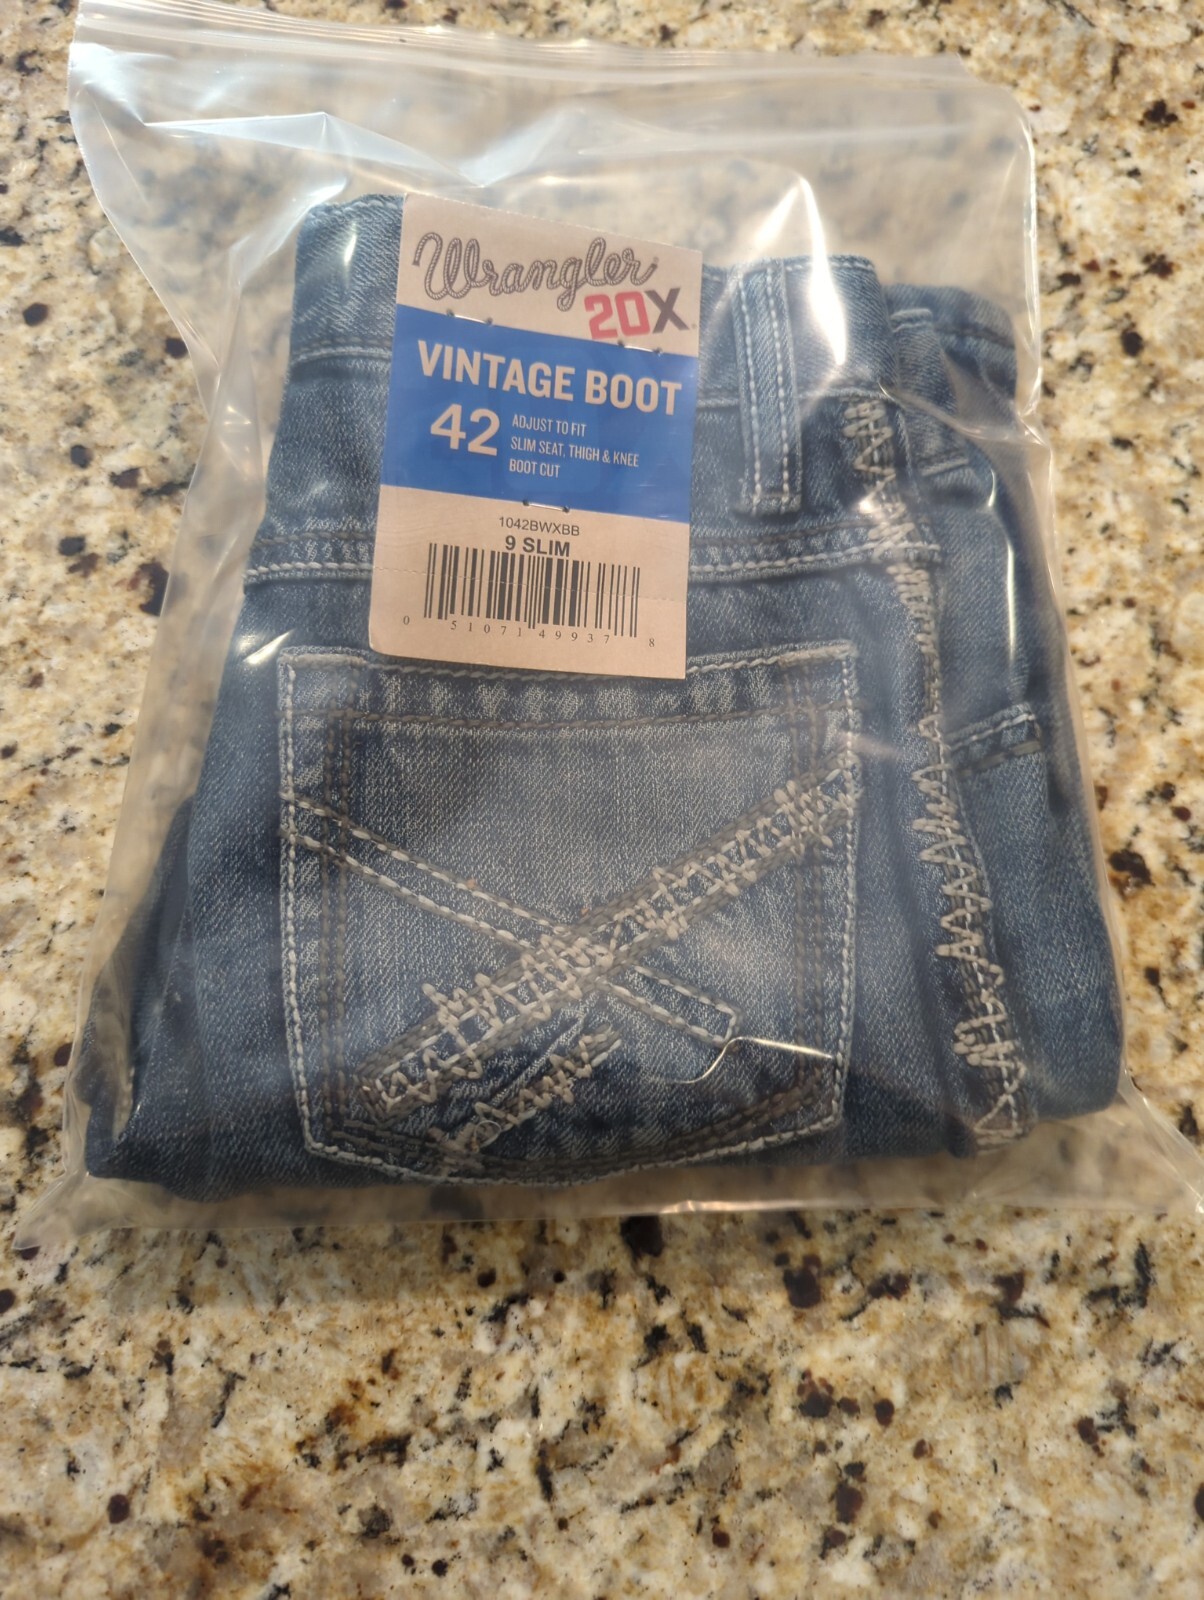 Wrangler
20X
VINTAGE BOOT
42
ADJUST TO FIT
SLIM SEAT, THIGH & KNEE
BOOT CUT
1042BWXBB
9 SLIM
0 51071 49937 8